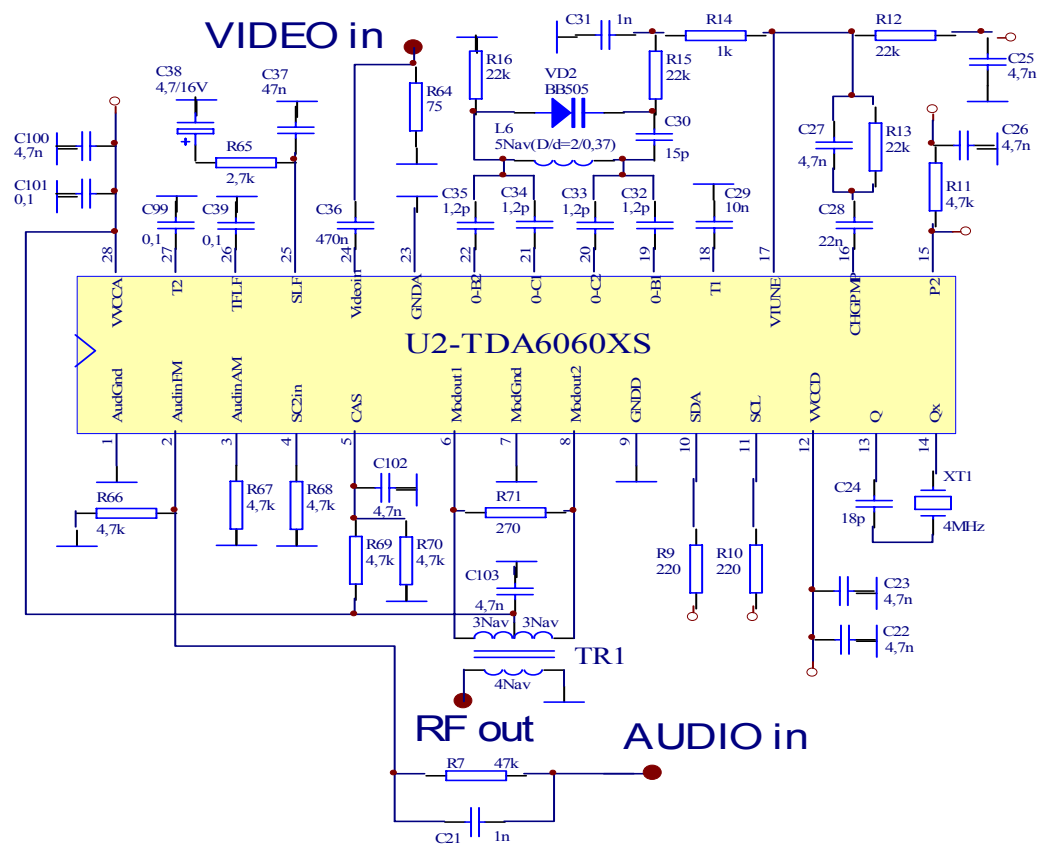 VIDEO in
C31
1n
R14
1k
R12
22k
R16
22k
VD2
BB505
R15
22k
C25
4,7n
C38
4,7/16V
C37
47n
R64
75
C100
4,7n
L6
5Nav(D/d=2/0,37)
C30
15p
C27
4,7n
R13
22k
C26
4,7n
R65
2,7k
R11
4,7k
C101
0,1
C99
0,1
C39
0,1
C36
470n
C35
1,2p
C34
1,2p
C33
1,2p
C32
1,2p
C29
10n
C28
22n
+
28
27
26
25
24
23
22
21
20
19
18
17
16
15
VVCCA
T2
TFLF
SLF
Videoin
GNDA
0-B2
0-C1
0-C2
0-B1
T1
VTUNE
CHGPMP
P2
U2-TDA6060XS
AudGnd
AudinFM
AudinAM
SC2in
CAS
Modout1
ModGnd
Modout2
GNDD
SDA
SCL
VVCCD
Q
Qx
1
2
3
4
5
6
7
8
9
10
11
12
13
14
R66
4,7k
R67
4,7k
R68
4,7k
C102
4,7n
R71
270
C24
18p
XT1
4MHz
R69
4,7k
R70
4,7k
R9
220
R10
220
C103
4,7n
C23
4,7n
3Nav
3Nav
C22
4,7n
TR1
4Nav
RF out
AUDIO in
R7
47k
C21
1n